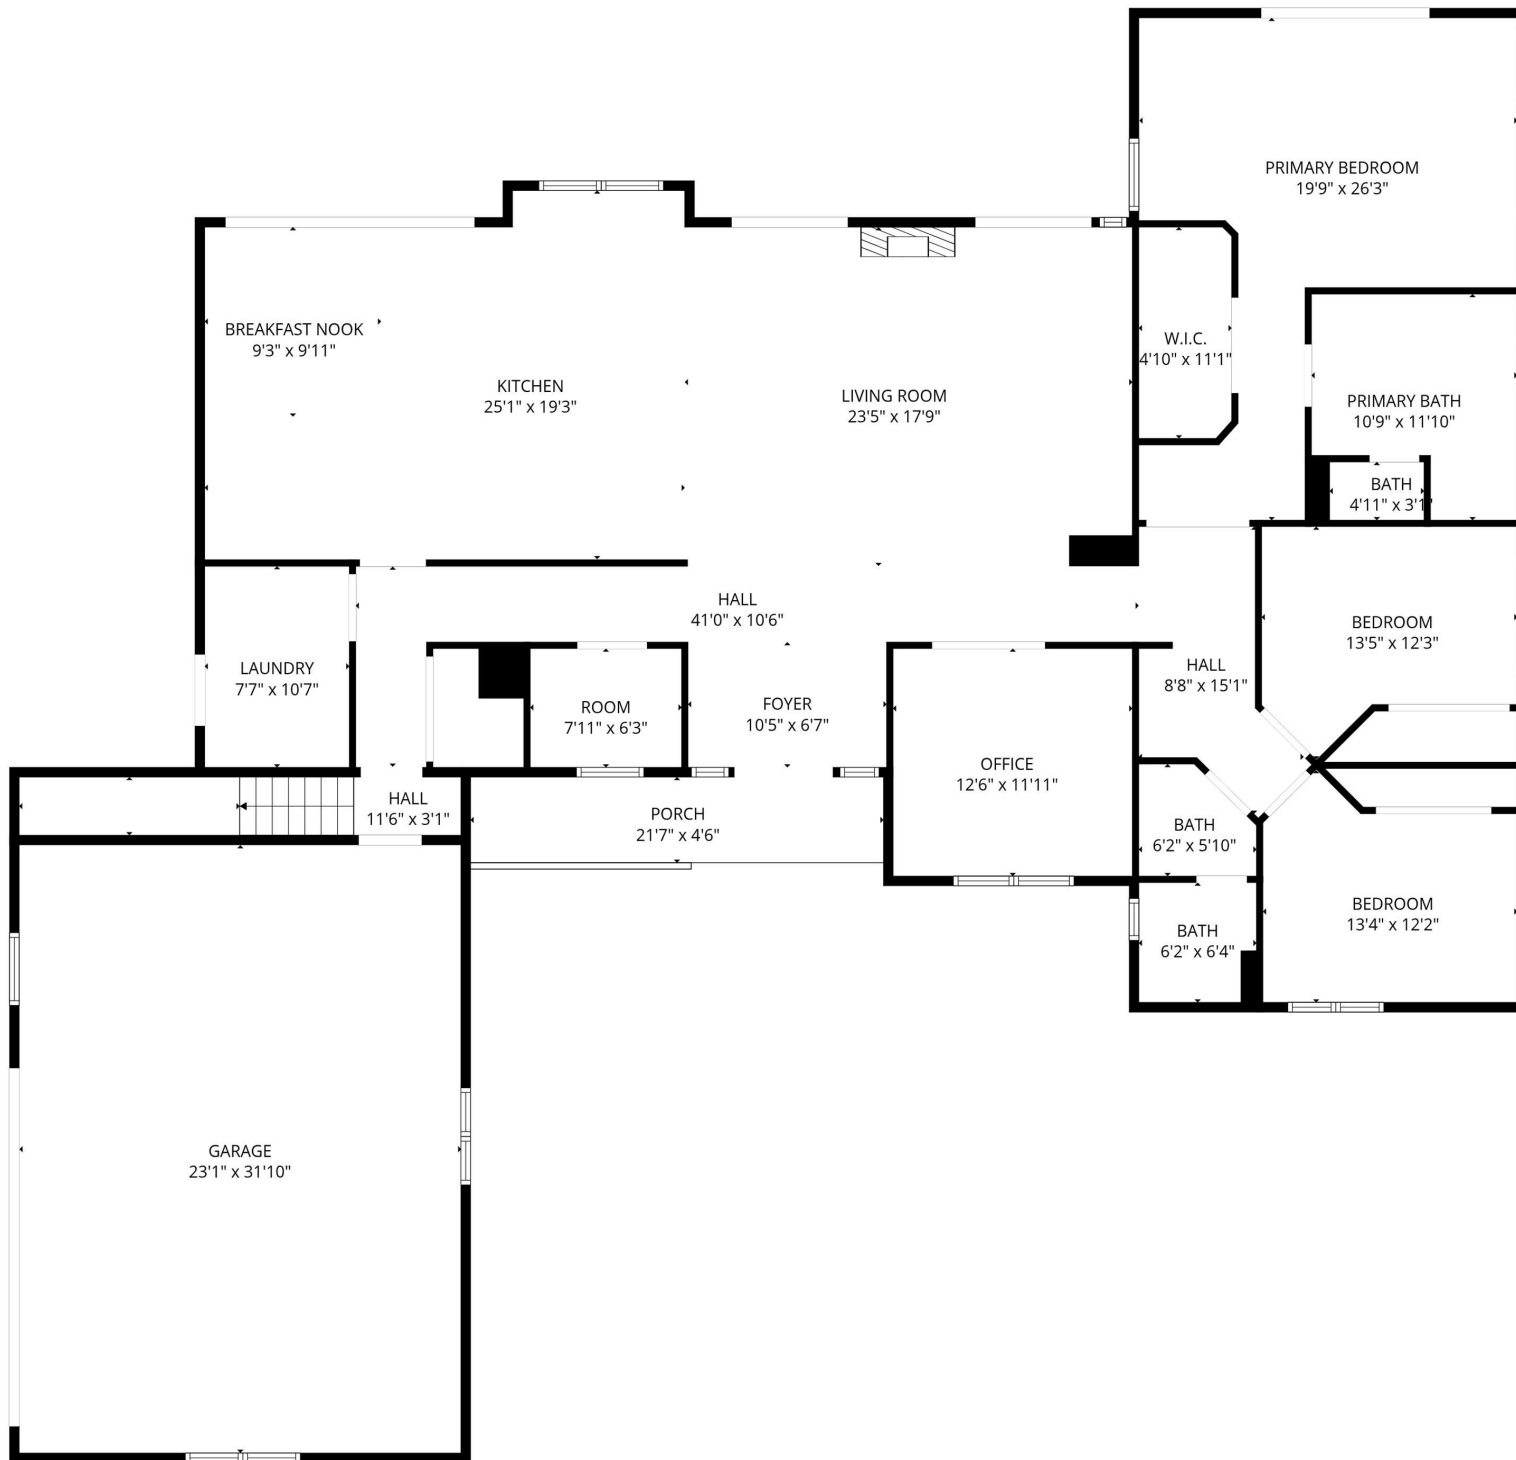 PRIMARY BEDROOM
19'9" x 26'3"
BREAKFAST NOOK
9'3" x 9'11"
W.I.C.
4'10" x 11'1"
KITCHEN
25'1" x 19'3"
LIVING ROOM
23'5" x 17'9"
PRIMARY BATH
10'9" x 11'10"
BATH
4'11" x 3'1"
HALL
41'0" x 10'6"
BEDROOM
13'5" x 12'3"
LAUNDRY
7'7" x 10'7"
HALL
8'8" x 15'1"
ROOM
7'11" x 6'3"
FOYER
10'5" x 6'7"
OFFICE
12'6" x 11'11"
HALL
11'6" x 3'1"
PORCH
21'7" x 4'6"
BATH
6'2" x 5'10"
BEDROOM
13'4" x 12'2"
BATH
6'2" x 6'4"
GARAGE
23'1" x 31'10"